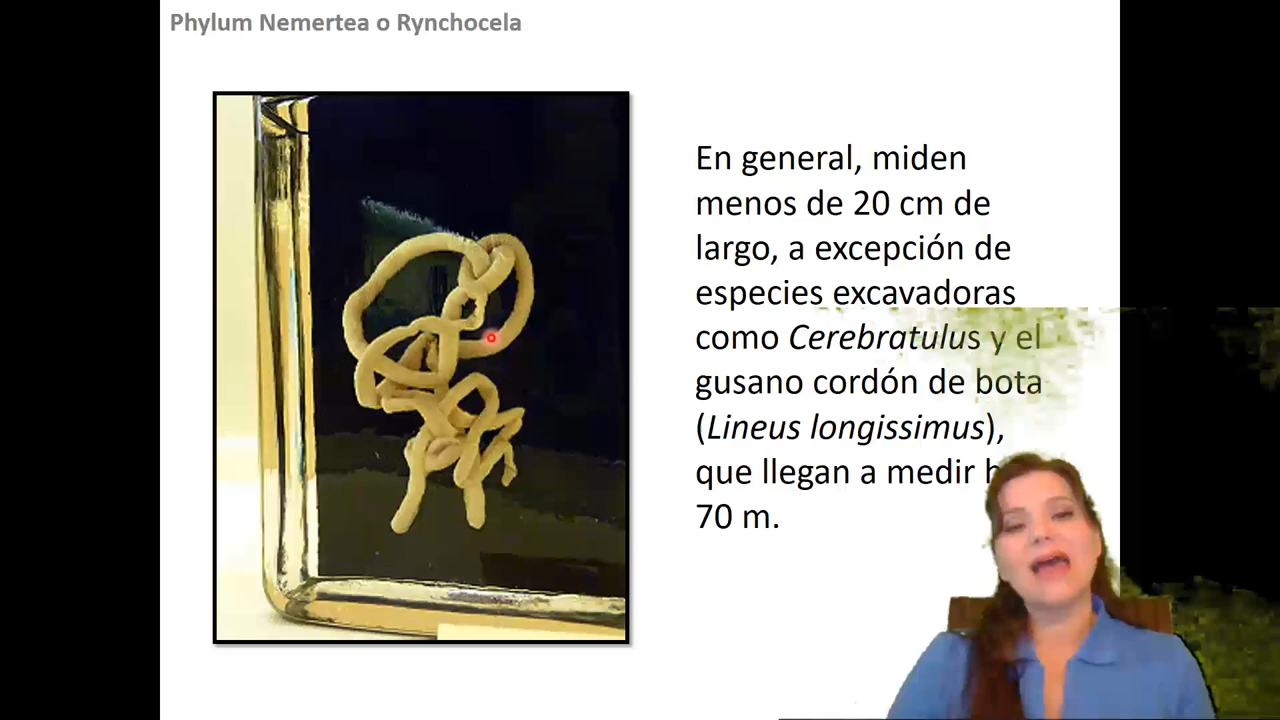 Phylum Nemertea o Rynchocela
En general, miden
menos de 20 cm de
largo, a excepción de
especies excavadoras
como Cerebratulus y el
gusano cordón de bota
(Lineus longissimus),
que llegan a medir
70 m.